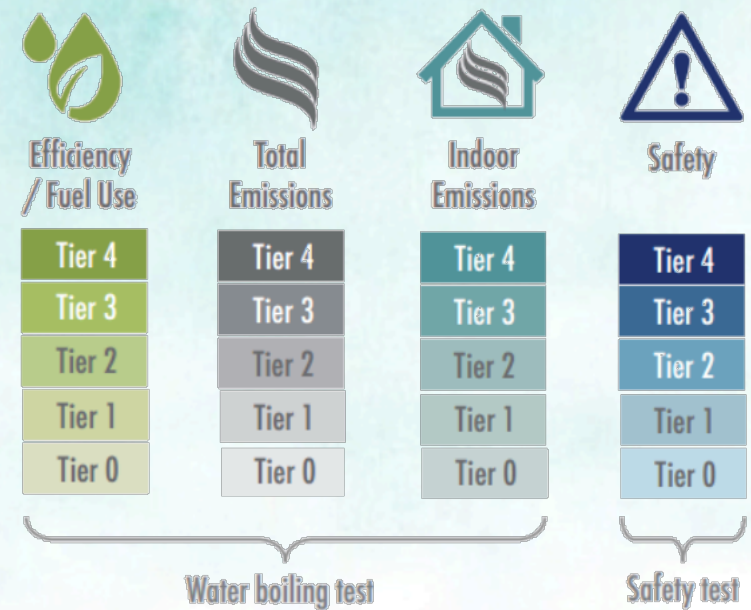 Efficiency
/ Fuel Use
Total
Emissions
Indoor
Emissions
Safety
Tier 4
Tier 3
Tier 2
Tier 1
Tier 0
Tier 4
Tier 3
Tier 2
Tier 1
Tier 0
Tier 4
Tier 3
Tier 2
Tier 1
Tier 0
Tier 4
Tier 3
Tier 2
Tier 1
Tier 0
Water boiling test
Safety test